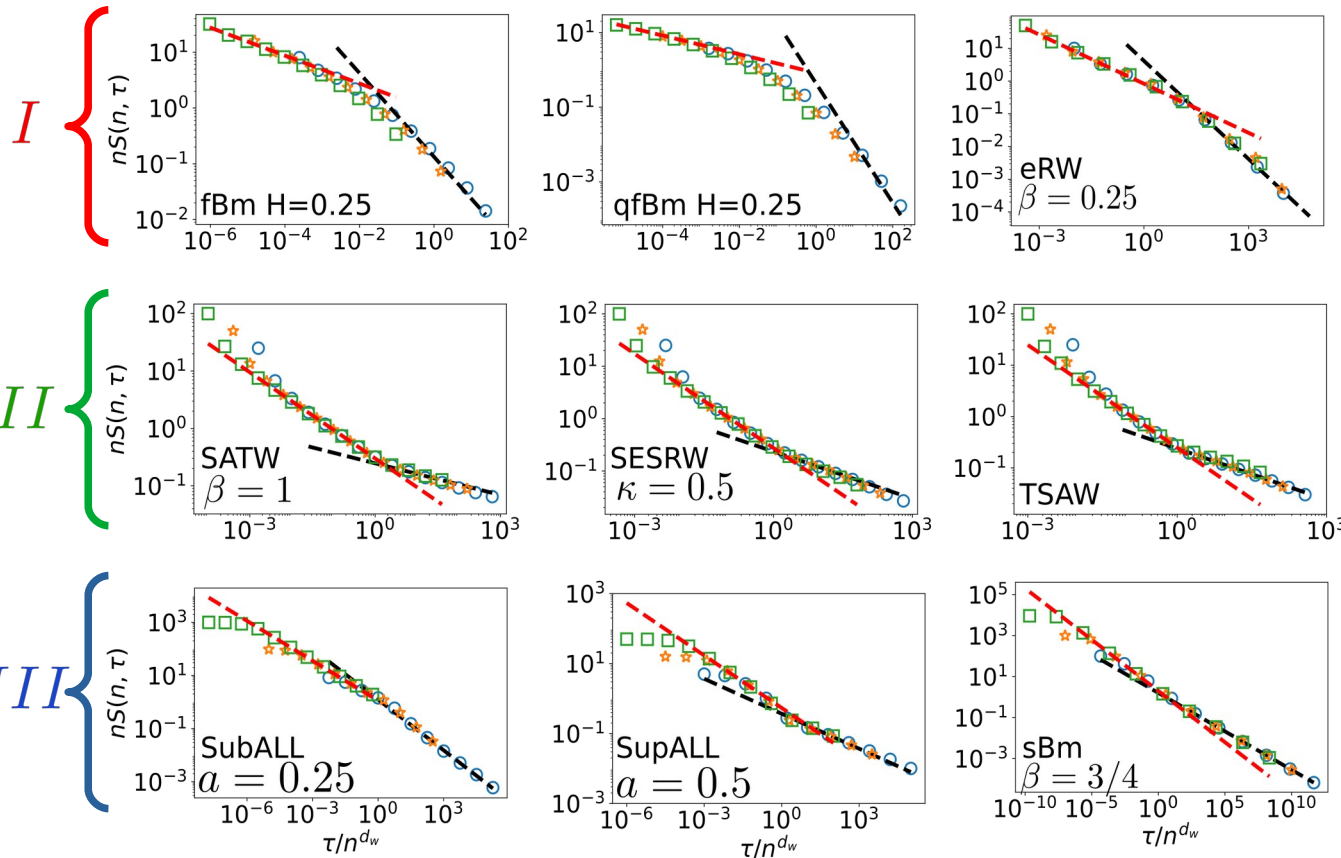 I
nS(n, τ)
10^1
10^0
10^{-1}
10^{-2}
fBm H=0.25
10^{-6} 10^{-4} 10^{-2} 10^0 10^2
10^1
10^{-1}
10^{-3}
qfBm H=0.25
10^{-4} 10^{-2} 10^0 10^2
10^1
10^0
10^{-1}
10^{-2}
10^{-3}
10^{-4}
eRW
β = 0.25
10^{-3} 10^0 10^3
II
nS(n, τ)
10^2
10^1
10^0
10^{-1}
SATW
β = 1
10^{-3} 10^0 10^3
10^2
10^1
10^0
10^{-1}
SESRW
κ = 0.5
10^{-3} 10^0 10^3
10^2
10^1
10^0
10^{-1}
TSAW
10^{-3} 10^0 10^3
III
nS(n, τ)
10^3
10^1
10^{-1}
10^{-3}
SubALL
a = 0.25
10^{-6} 10^{-3} 10^0 10^3
τ/n^{d_w}
10^3
10^1
10^{-1}
10^{-3}
SupALL
a = 0.5
10^{-6} 10^{-3} 10^0 10^3
τ/n^{d_w}
10^5
10^3
10^1
10^{-1}
10^{-3}
sBm
β = 3/4
10^{-10} 10^{-5} 10^0 10^5 10^{10}
τ/n^{d_w}